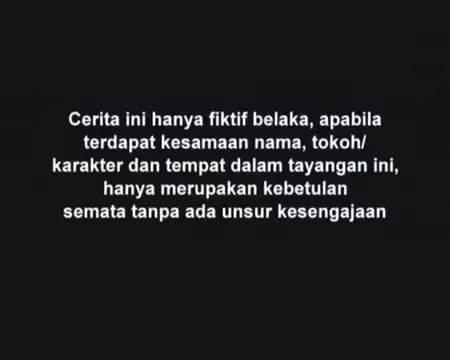 Cerita ini hanya fiktif belaka, apabila
terdapat kesamaan nama, tokoh/
karakter dan tempat dalam tayangan ini,
hanya merupakan kebetulan
semata tanpa ada unsur kesengajaan